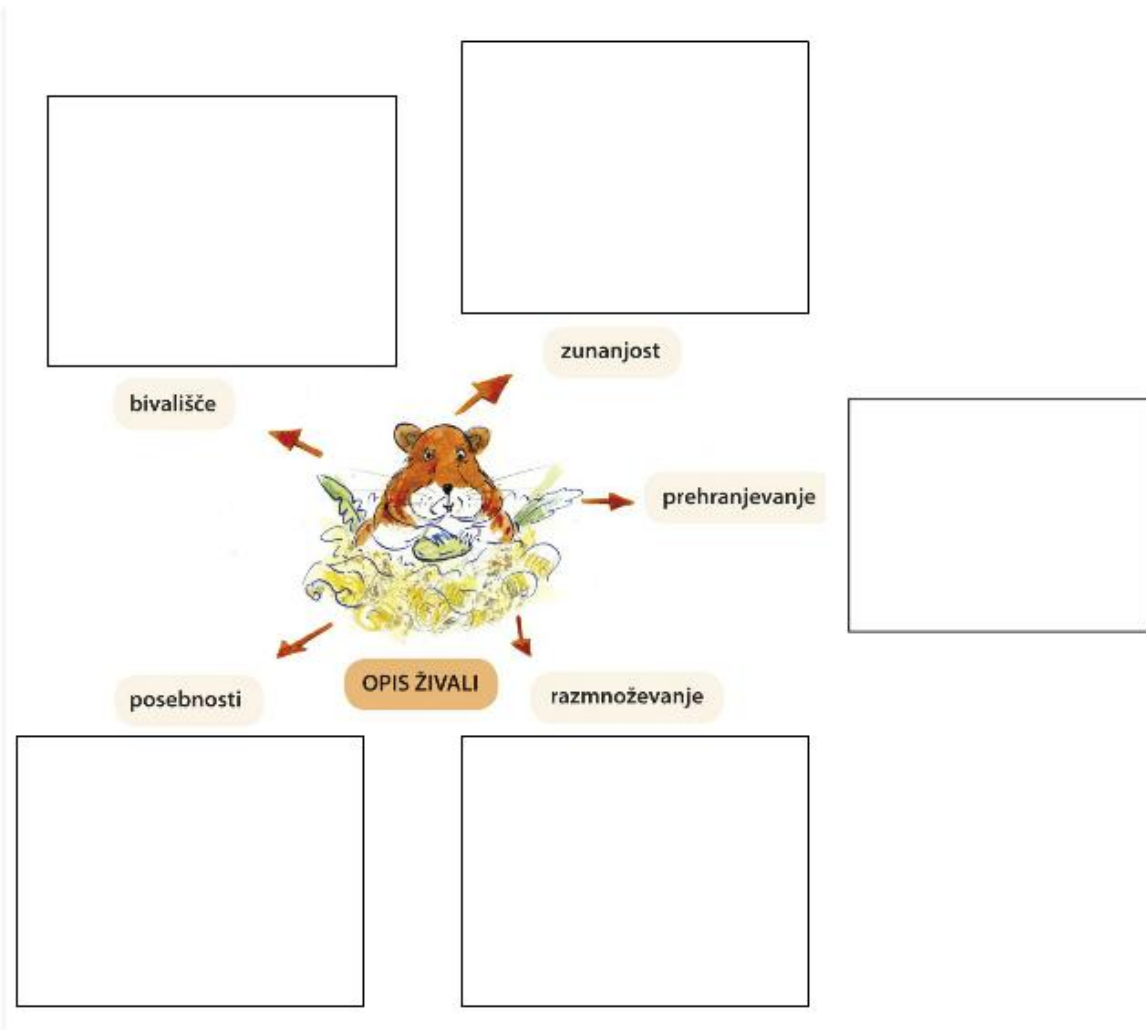 zunanjost
bivališče
prehranjevanje
posebnosti
OPIS ŽIVALI
razmnoževanje